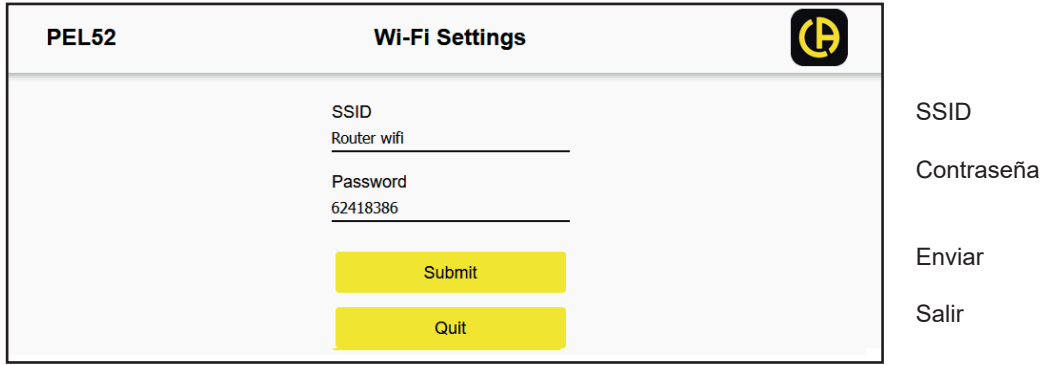 PEL52 Wi-Fi Settings
SSID SSID
Router wifi
Password Contraseña
62418386
Submit Enviar
Quit Salir